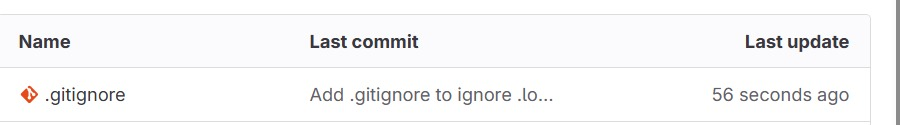 Name Last commit Last update
.gitignore Add .gitignore to ignore .lo... 56 seconds ago